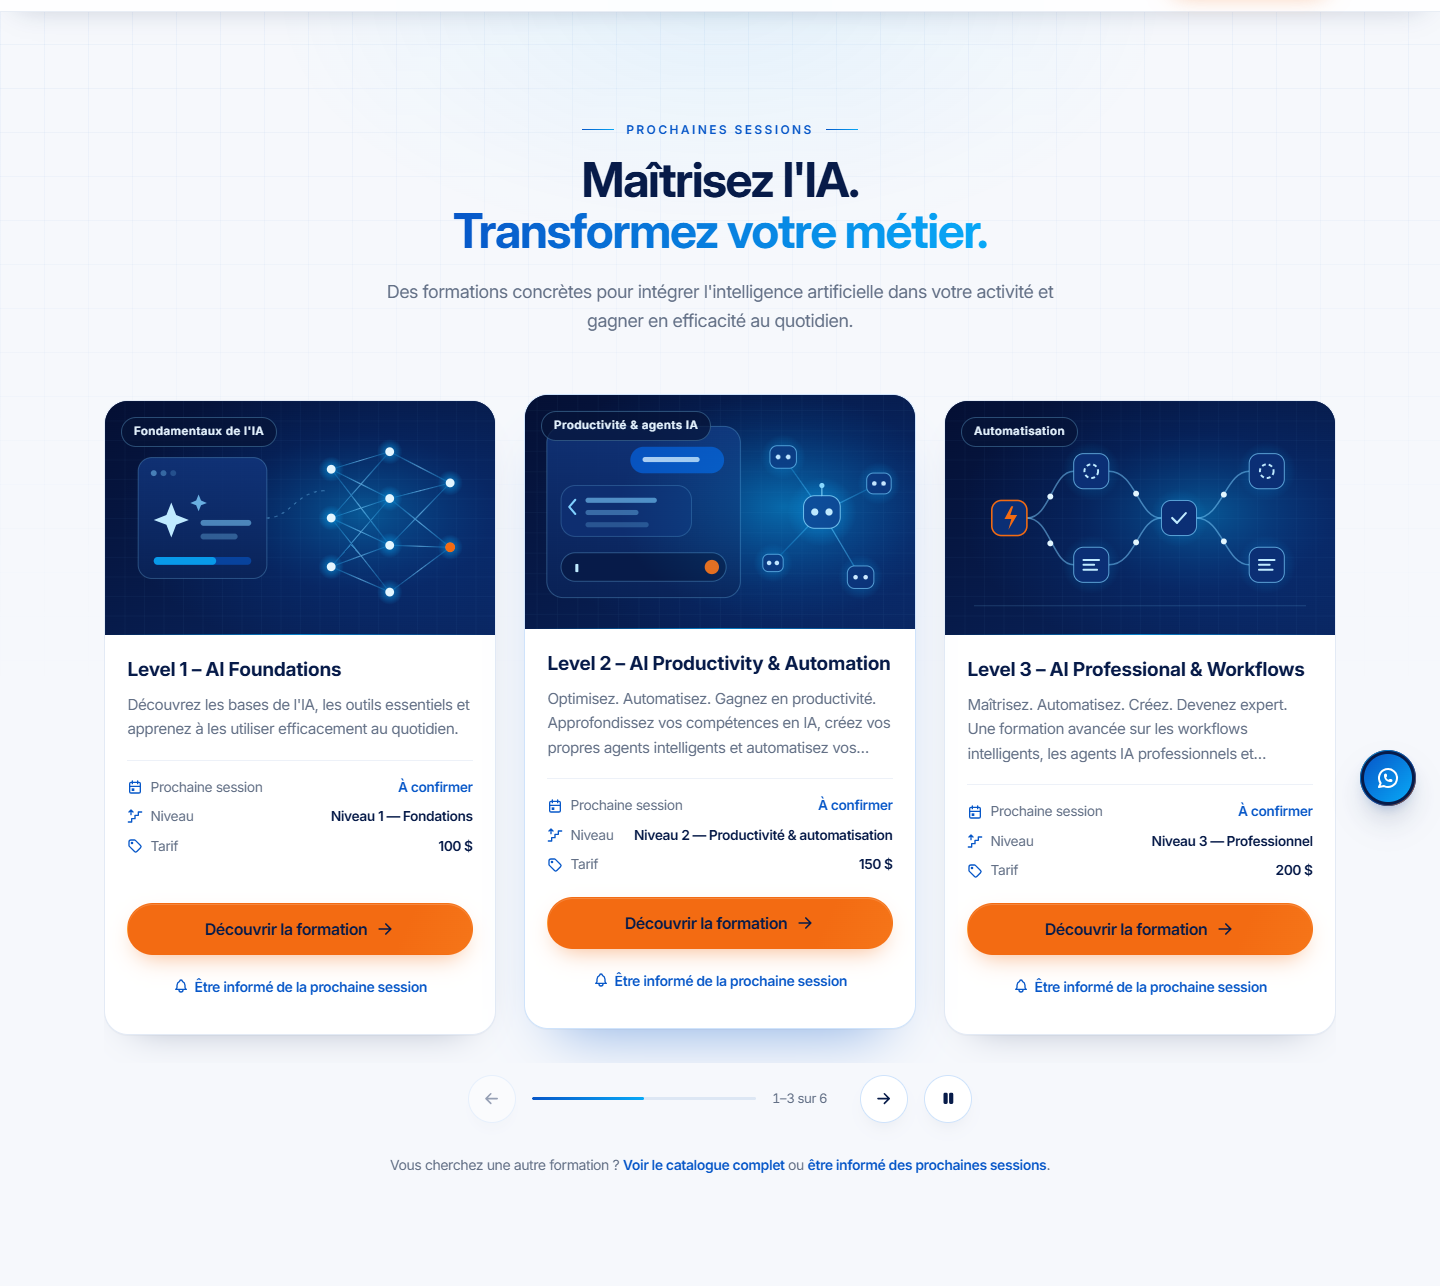 PROCHAINES SESSIONS
Maîtrisez l'IA.
Transformez votre métier.
Des formations concrètes pour intégrer l'intelligence artificielle dans votre activité et
gagner en efficacité au quotidien.
Fondamentaux de l'IA
Level 1 – AI Foundations
Découvrez les bases de l'IA, les outils essentiels et
apprenez à les utiliser efficacement au quotidien.
Prochaine session À confirmer
Niveau Niveau 1 — Fondations
Tarif 100 $
Découvrir la formation
Être informé de la prochaine session
Productivité & agents IA
Level 2 – AI Productivity & Automation
Optimisez. Automatisez. Gagnez en productivité.
Approfondissez vos compétences en IA, créez vos
propres agents intelligents et automatisez vos...
Prochaine session À confirmer
Niveau Niveau 2 — Productivité & automatisation
Tarif 150 $
Découvrir la formation
Être informé de la prochaine session
Automatisation
Level 3 – AI Professional & Workflows
Maîtrisez. Automatisez. Créez. Devenez expert.
Une formation avancée sur les workflows
intelligents, les agents IA professionnels et...
Prochaine session À confirmer
Niveau Niveau 3 — Professionnel
Tarif 200 $
Découvrir la formation
Être informé de la prochaine session
1–3 sur 6
Vous cherchez une autre formation ? Voir le catalogue complet ou être informé des prochaines sessions.